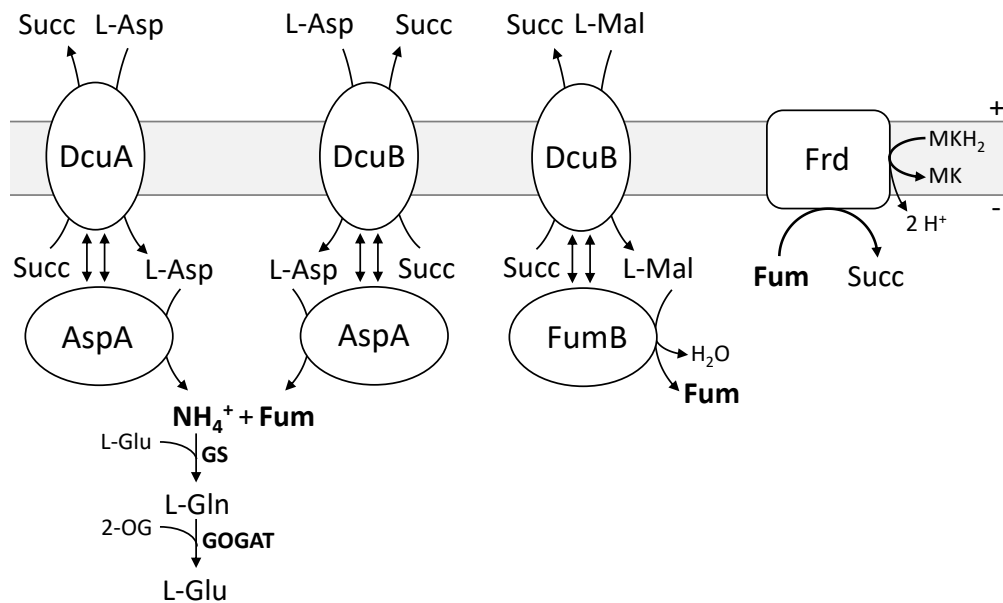 Succ L-Asp L-Asp Succ Succ L-Mal
+
DcuA DcuB DcuB Frd MKH₂
MK
-
2 H⁺
Succ L-Asp L-Asp Succ Succ L-Mal Fum Succ
AspA AspA FumB
H₂O
Fum
NH₄⁺ + Fum
L-Glu GS
L-Gln
2-OG GOGAT
L-Glu